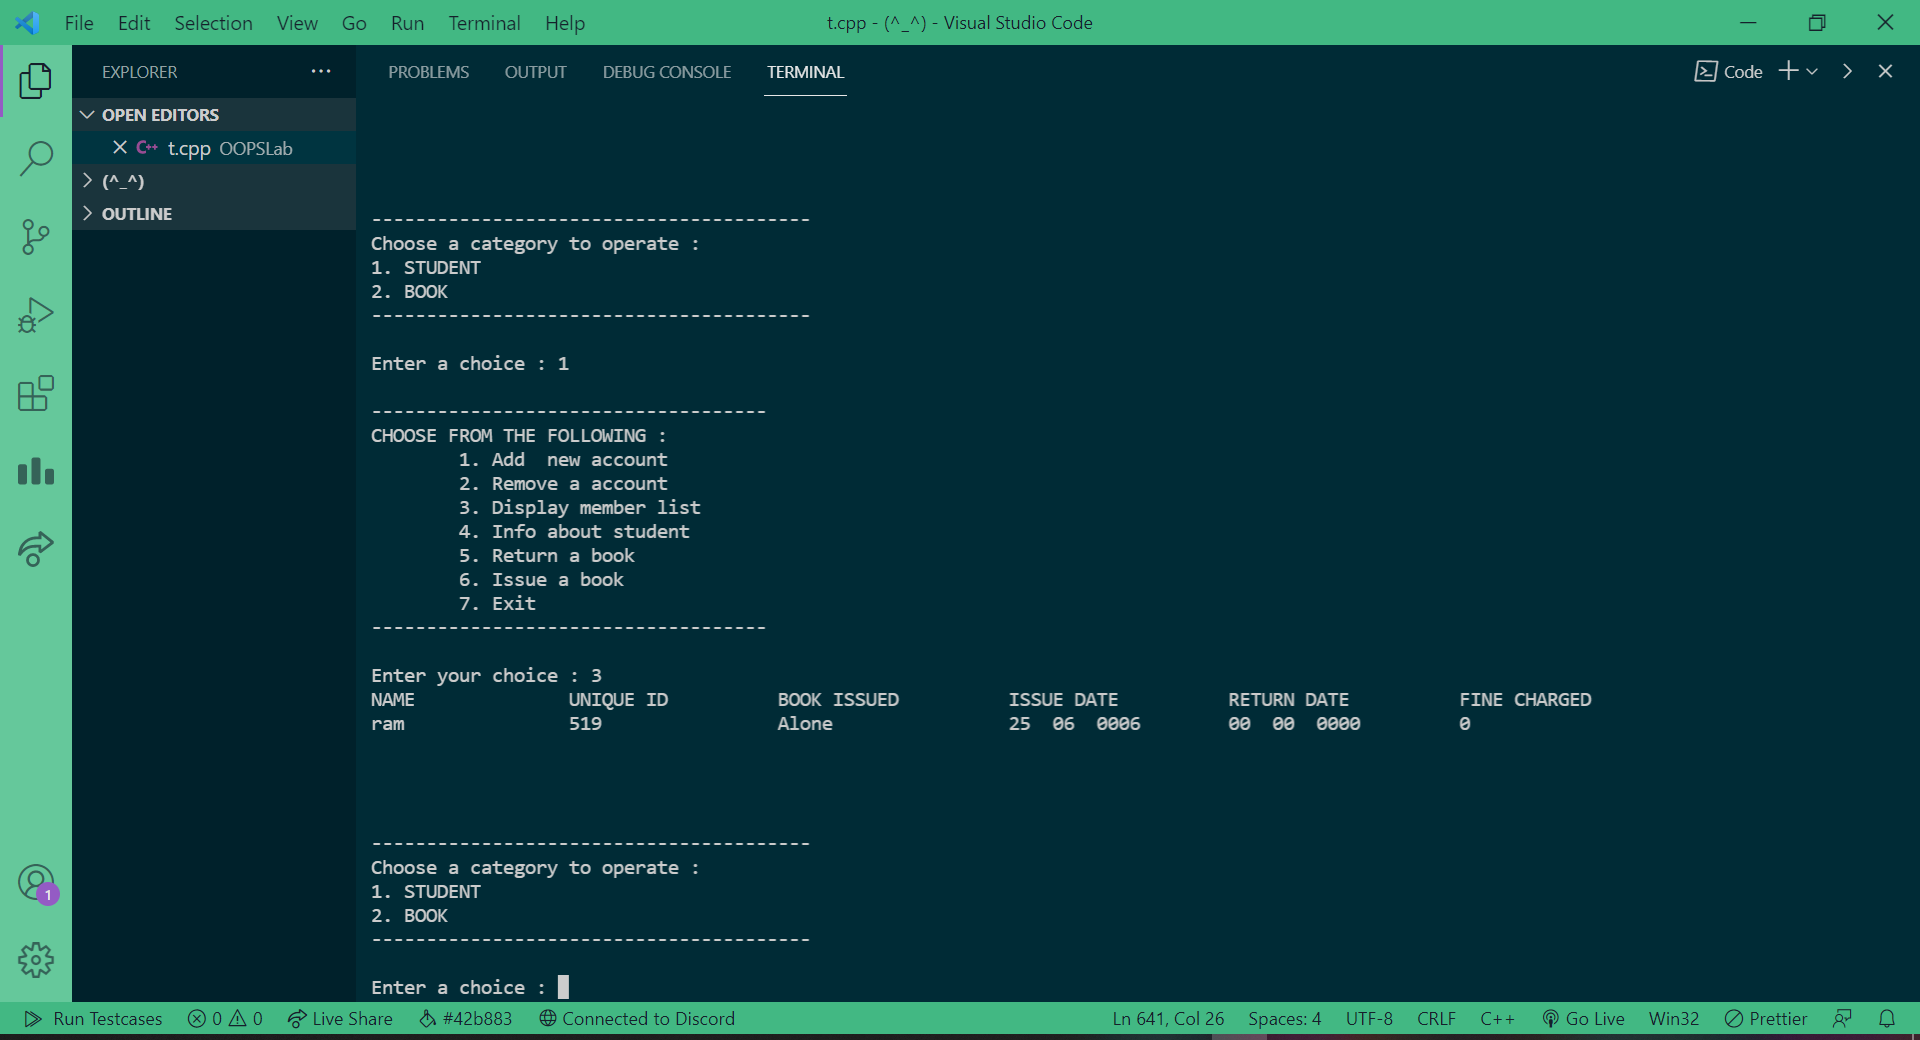 File Edit Selection View Go Run Terminal Help t.cpp - (^_^) - Visual Studio Code
EXPLORER ··· PROBLEMS OUTPUT DEBUG CONSOLE TERMINAL Code
OPEN EDITORS
C++ t.cpp OOPSLab
(^_^)
OUTLINE
----------------------------------------
Choose a category to operate :
1. STUDENT
2. BOOK
----------------------------------------
Enter a choice : 1
------------------------------------
CHOOSE FROM THE FOLLOWING :
1. Add  new account
2. Remove a account
3. Display member list
4. Info about student
5. Return a book
6. Issue a book
7. Exit
------------------------------------
Enter your choice : 3
NAME UNIQUE ID BOOK ISSUED ISSUE DATE RETURN DATE FINE CHARGED
ram 519 Alone 25  06  0006 00  00  0000 0
----------------------------------------
Choose a category to operate :
1. STUDENT
2. BOOK
----------------------------------------
Enter a choice :
1
Run Testcases 0 0 Live Share #42b883 Connected to Discord Ln 641, Col 26 Spaces: 4 UTF-8 CRLF C++ Go Live Win32 Prettier